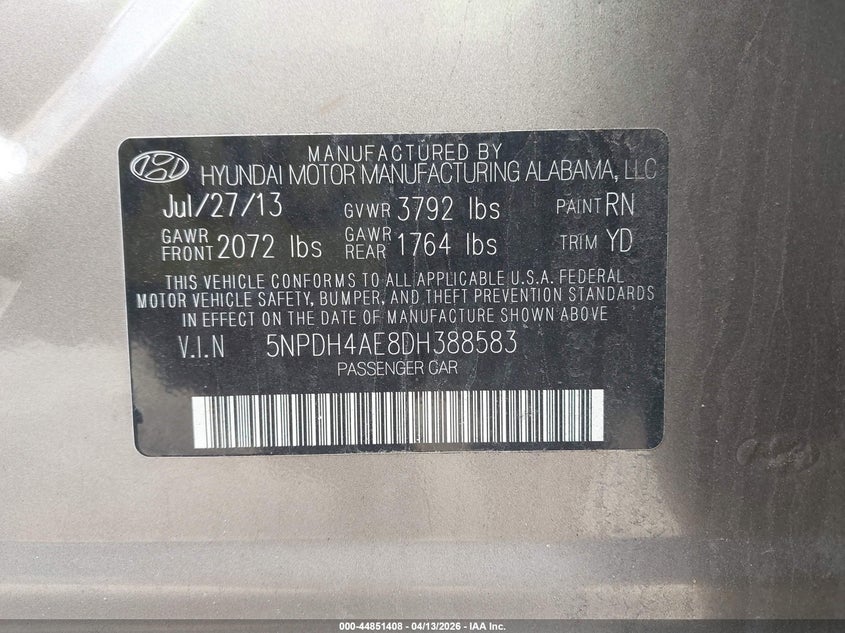 MANUFACTURED BY
HYUNDAI MOTOR MANUFACTURING ALABAMA, LLC
Jul/27/13 GVWR 3792 lbs PAINT RN
GAWR FRONT 2072 lbs GAWR REAR 1764 lbs TRIM YD
THIS VEHICLE CONFORMS TO ALL APPLICABLE U.S.A. FEDERAL
MOTOR VEHICLE SAFETY, BUMPER, AND THEFT PREVENTION STANDARDS
IN EFFECT ON THE DATE OF MANUFACTURE SHOWN ABOVE
V.I.N 5NPDH4AE8DH388583
PASSENGER CAR
000-44851408 - 04/13/2026 - IAA Inc.